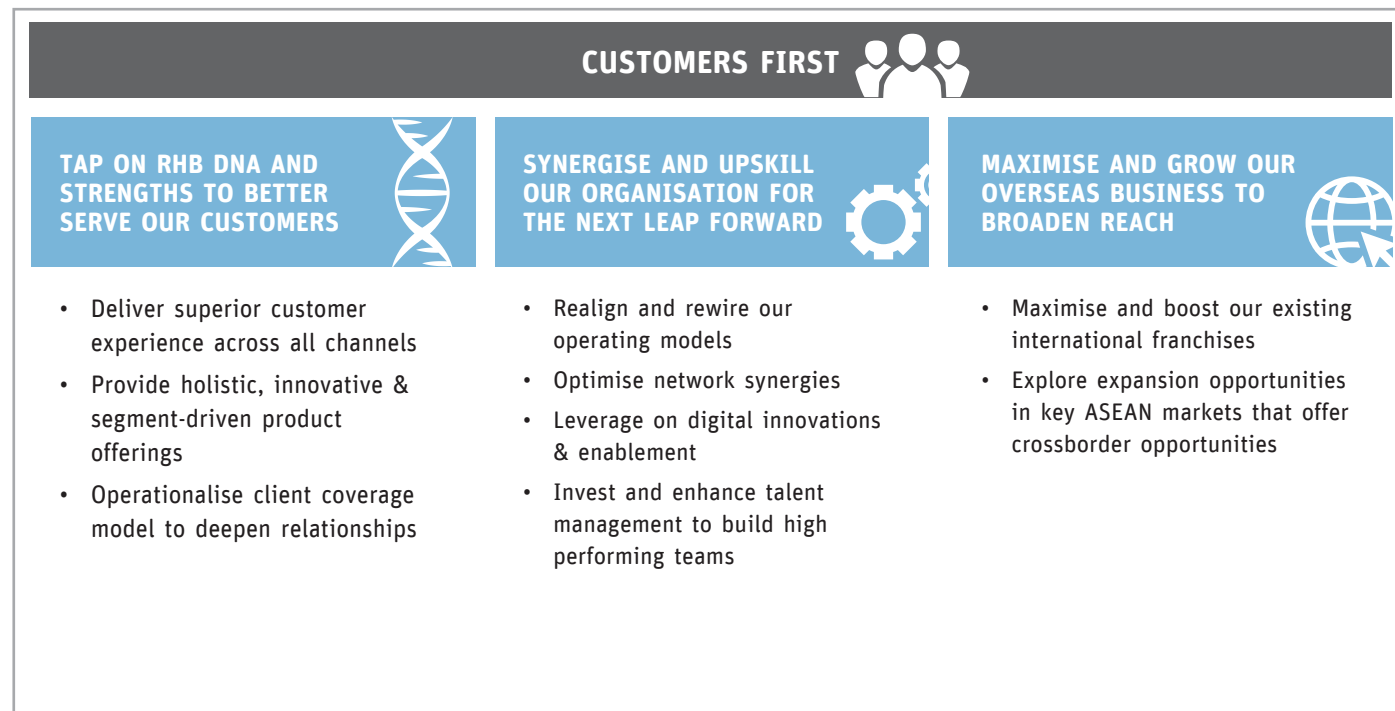 CUSTOMERS FIRST
TAP ON RHB DNA AND
STRENGTHS TO BETTER
SERVE OUR CUSTOMERS
• Deliver superior customer
experience across all channels
• Provide holistic, innovative &
segment-driven product
offerings
• Operationalise client coverage
model to deepen relationships
SYNERGISE AND UPSKILL
OUR ORGANISATION FOR
THE NEXT LEAP FORWARD
• Realign and rewire our
operating models
• Optimise network synergies
• Leverage on digital innovations
& enablement
• Invest and enhance talent
management to build high
performing teams
MAXIMISE AND GROW OUR
OVERSEAS BUSINESS TO
BROADEN REACH
• Maximise and boost our existing
international franchises
• Explore expansion opportunities
in key ASEAN markets that offer
crossborder opportunities